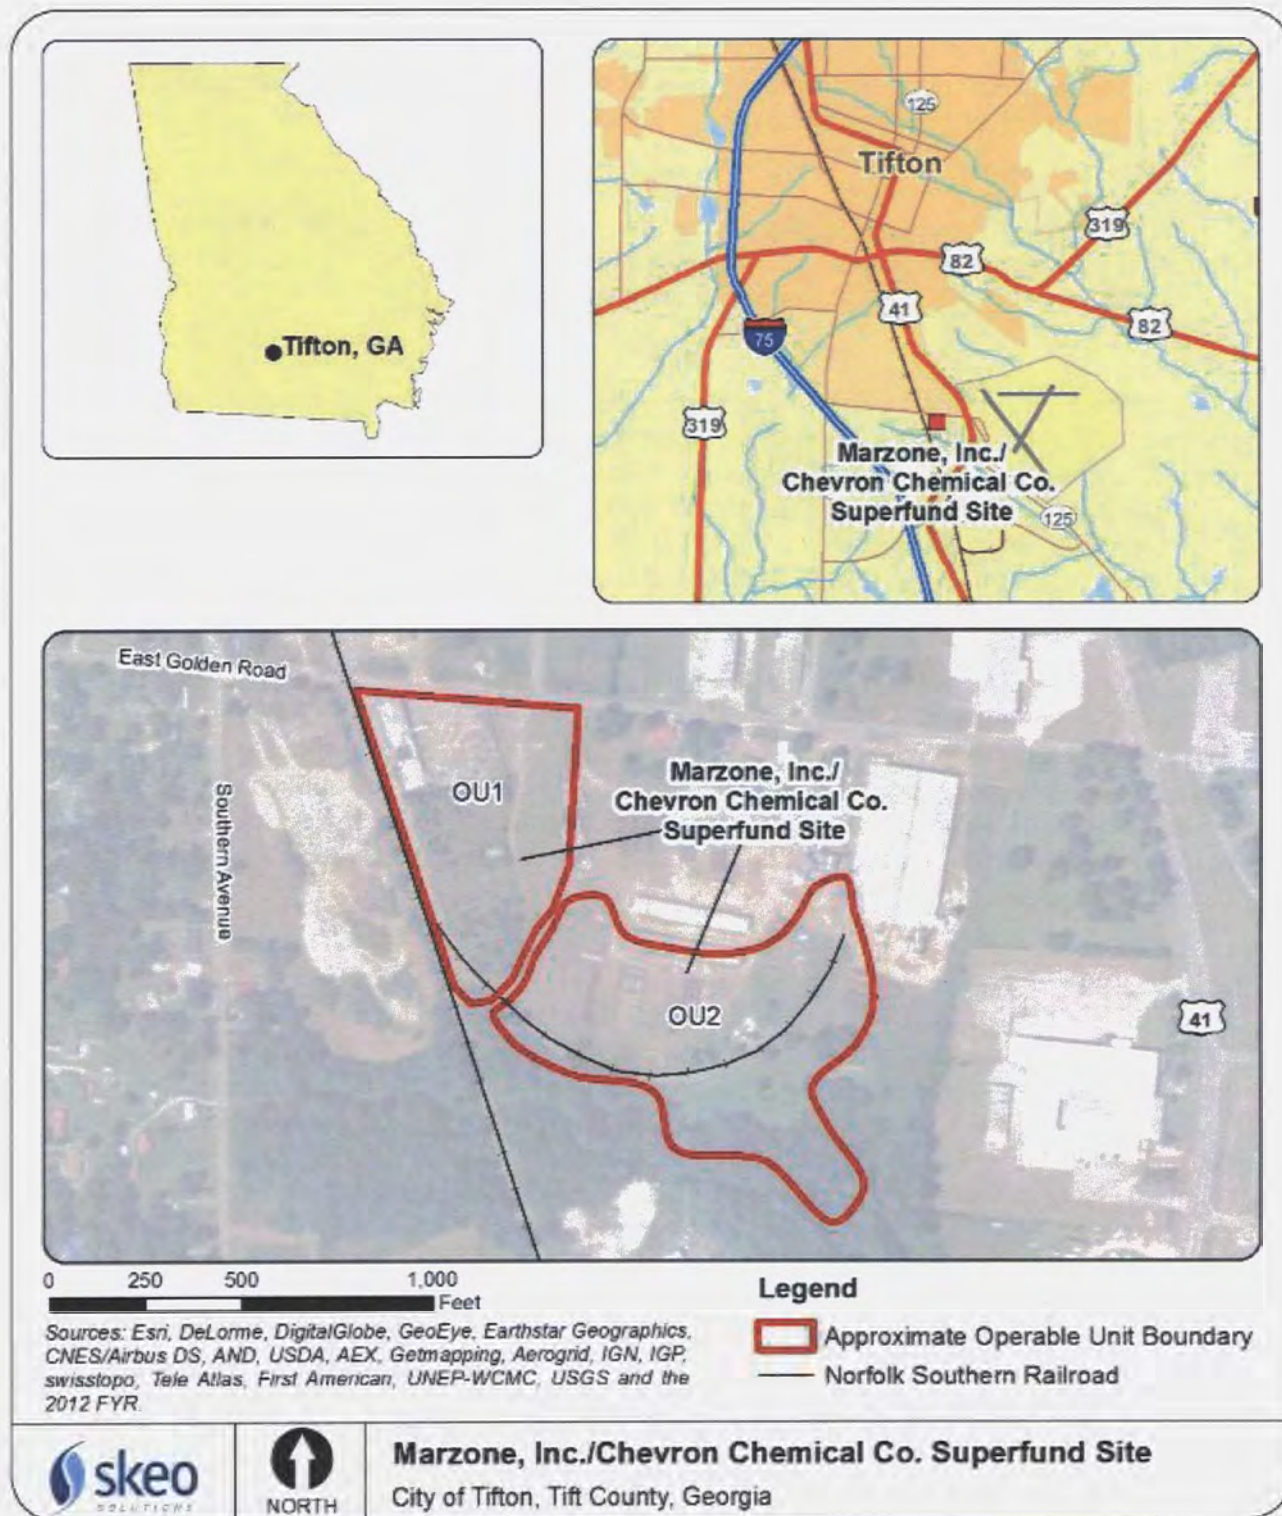 Tifton, GA
125
Tifton
319
82
41
82
75
319
Marzone, Inc./
Chevron Chemical Co.
Superfund Site
125
East Golden Road
Southern Avenue
OU1
Marzone, Inc./
Chevron Chemical Co.
Superfund Site
OU2
41
0 250 500 1,000
Feet
Sources: Esri, DeLorme, DigitalGlobe, GeoEye, Earthstar Geographics,
CNES/Airbus DS, AND, USDA, AEX, Getmapping, Aerogrid, IGN, IGP,
swisstopo, Tele Atlas, First American, UNEP-WCMC, USGS and the
2012 FYR.
Legend
Approximate Operable Unit Boundary
Norfolk Southern Railroad
skeo
SOLUTIONS
NORTH
Marzone, Inc./Chevron Chemical Co. Superfund Site
City of Tifton, Tift County, Georgia